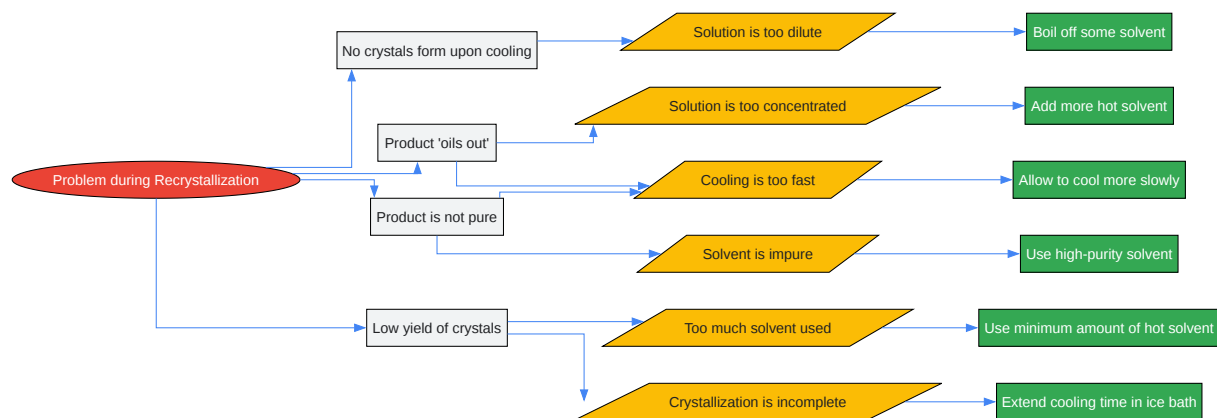 No crystals form upon cooling
Solution is too dilute
Boil off some solvent
Solution is too concentrated
Add more hot solvent
Product 'oils out'
Problem during Recrystallization
Cooling is too fast
Allow to cool more slowly
Product is not pure
Solvent is impure
Use high-purity solvent
Low yield of crystals
Too much solvent used
Use minimum amount of hot solvent
Crystallization is incomplete
Extend cooling time in ice bath